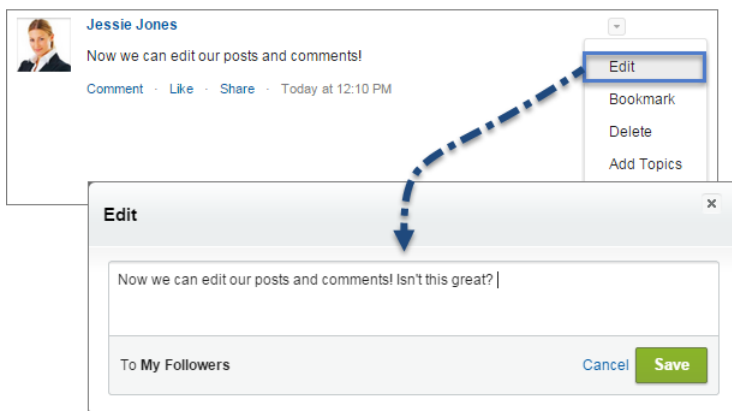 Jessie Jones
Now we can edit our posts and comments!
Comment · Like · Share · Today at 12:10 PM
Edit
Bookmark
Delete
Add Topics
Edit
Now we can edit our posts and comments! Isn't this great?
To My Followers
Cancel
Save